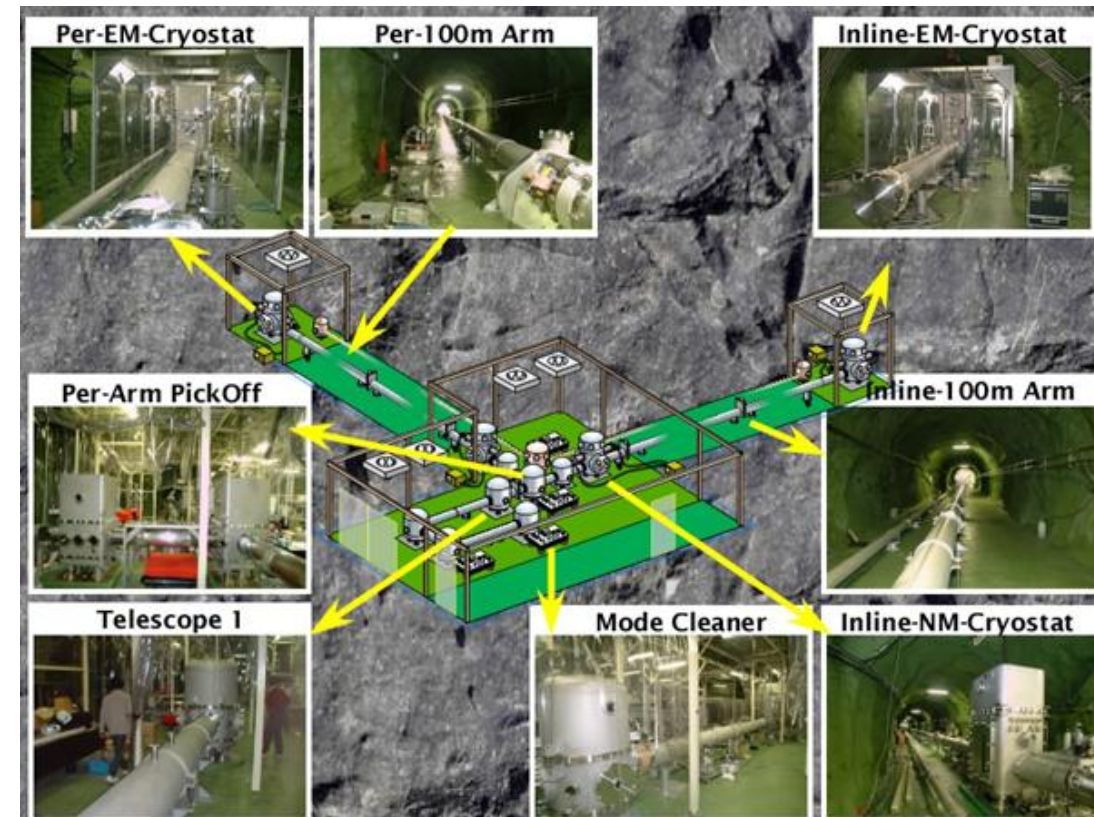 Per-EM-Cryostat
Per-100m Arm
Inline-EM-Cryostat
Per-Arm PickOff
Inline-100m Arm
Telescope 1
Mode Cleaner
Inline-NM-Cryostat